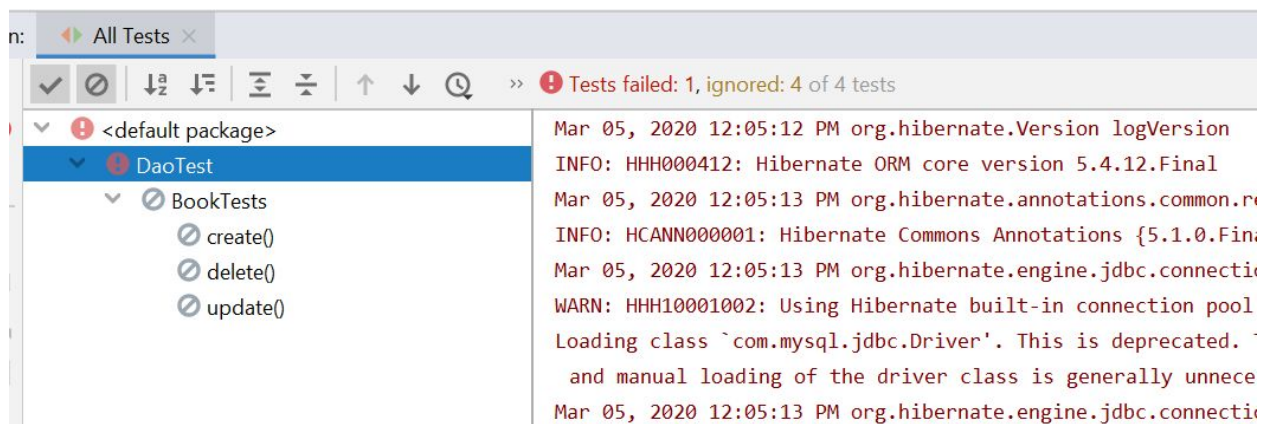 n:
All Tests
Tests failed: 1, ignored: 4 of 4 tests
<default package>
DaoTest
BookTests
create()
delete()
update()
Mar 05, 2020 12:05:12 PM org.hibernate.Version logVersion
INFO: HHH000412: Hibernate ORM core version 5.4.12.Final
Mar 05, 2020 12:05:13 PM org.hibernate.annotations.common.re
INFO: HCANN000001: Hibernate Commons Annotations {5.1.0.Fina
Mar 05, 2020 12:05:13 PM org.hibernate.engine.jdbc.connectio
WARN: HHH10001002: Using Hibernate built-in connection pool
Loading class `com.mysql.jdbc.Driver'. This is deprecated.
and manual loading of the driver class is generally unnece
Mar 05, 2020 12:05:13 PM org.hibernate.engine.jdbc.connectio